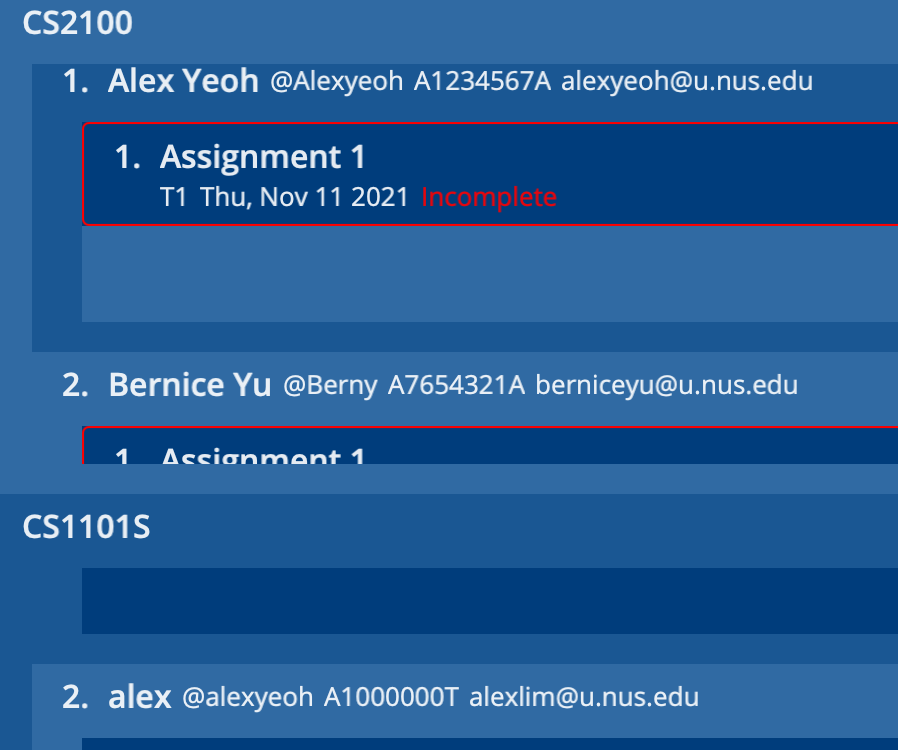 CS2100
1. Alex Yeoh @Alexyeoh A1234567A alexyeoh@u.nus.edu
1. Assignment 1
T1 Thu, Nov 11 2021 Incomplete
2. Bernice Yu @Berny A7654321A berniceyu@u.nus.edu
1. Assignment 1
CS1101S
2. alex @alexyeoh A1000000T alexlim@u.nus.edu